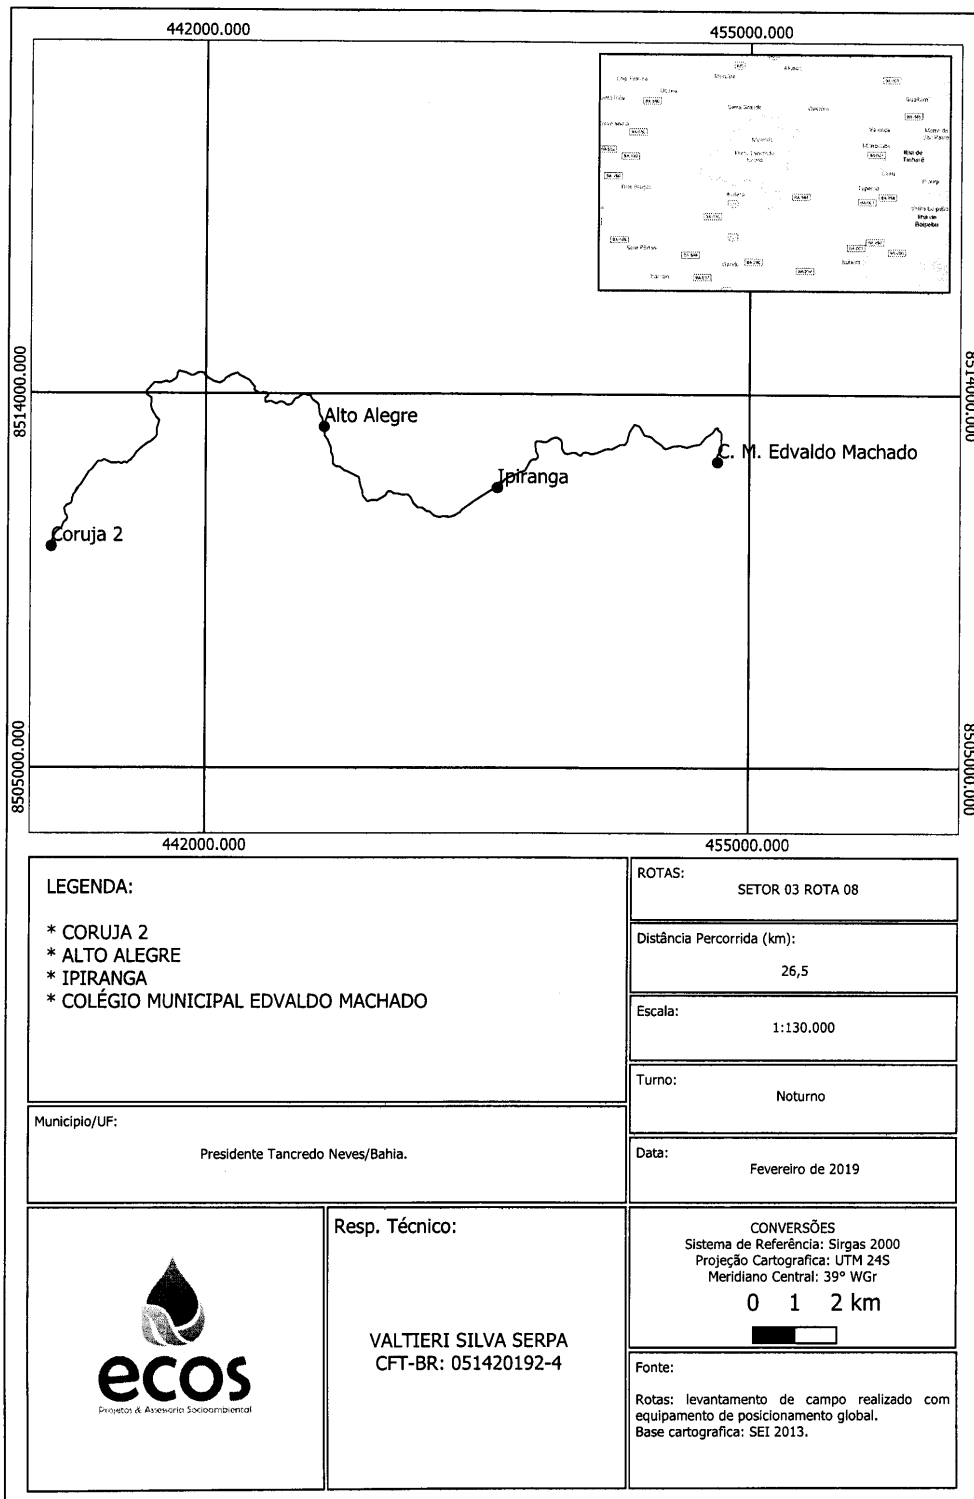 442000.000
455000.000
8514000.000
8514000.000
Alto Alegre
C. M. Edvaldo Machado
Ipiranga
Coruja 2
8505000.000
8505000.000
442000.000
455000.000
LEGENDA:
* CORUJA 2
* ALTO ALEGRE
* IPIRANGA
* COLÉGIO MUNICIPAL EDVALDO MACHADO
ROTAS:
SETOR 03 ROTA 08
Distância Percorrida (km):
26,5
Escala:
1:130.000
Turno:
Noturno
Municipio/UF:
Presidente Tancredo Neves/Bahia.
Data:
Fevereiro de 2019
ecos
Projetos & Assessoria Socioambiental
Resp. Técnico:
VALTIERI SILVA SERPA
CFT-BR: 051420192-4
CONVERSÕES
Sistema de Referência: Sirgas 2000
Projeção Cartografica: UTM 24S
Meridiano Central: 39° WGr
0 1 2 km
Fonte:
Rotas: levantamento de campo realizado com
equipamento de posicionamento global.
Base cartografica: SEI 2013.